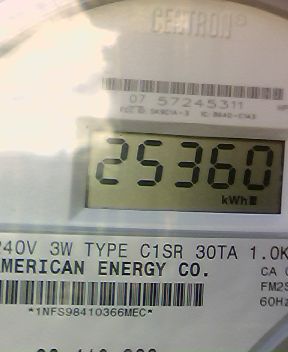 CENTRON®
07 57245311
25360
kWh
240V 3W TYPE C1SR 30TA 1.0K
AMERICAN ENERGY CO.
CA
FM2S
60Hz
*1NFS98410366MEC*